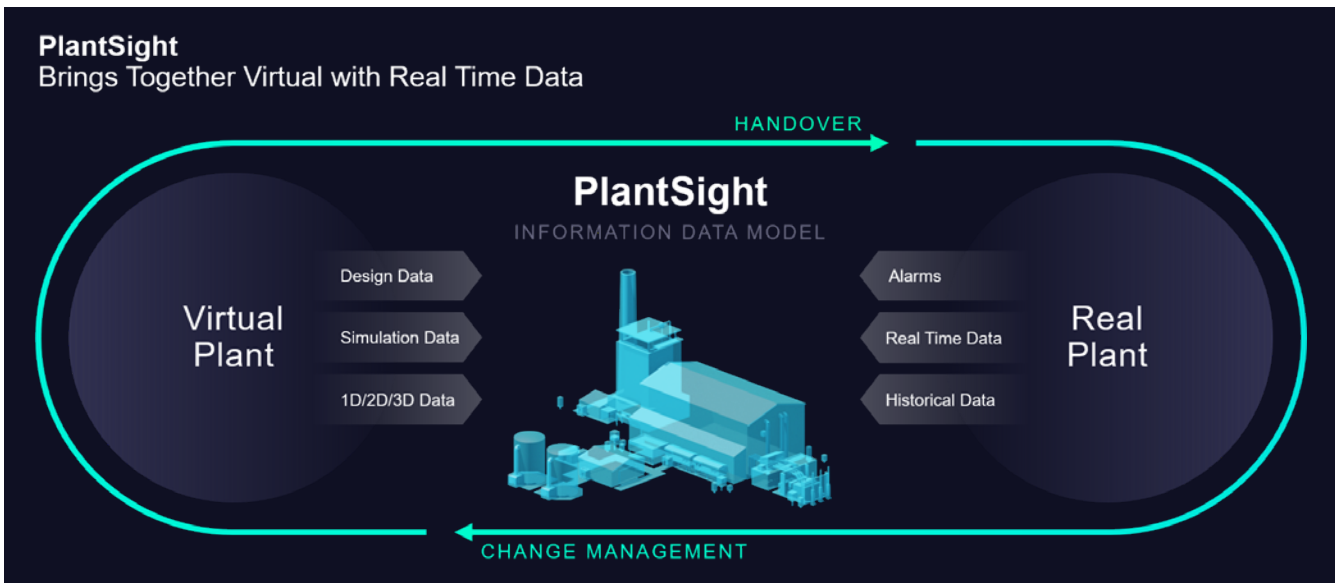 PlantSight
Brings Together Virtual with Real Time Data
HANDOVER
PlantSight
INFORMATION DATA MODEL
Virtual
Plant
Design Data
Simulation Data
1D/2D/3D Data
Alarms
Real Time Data
Historical Data
Real
Plant
CHANGE MANAGEMENT